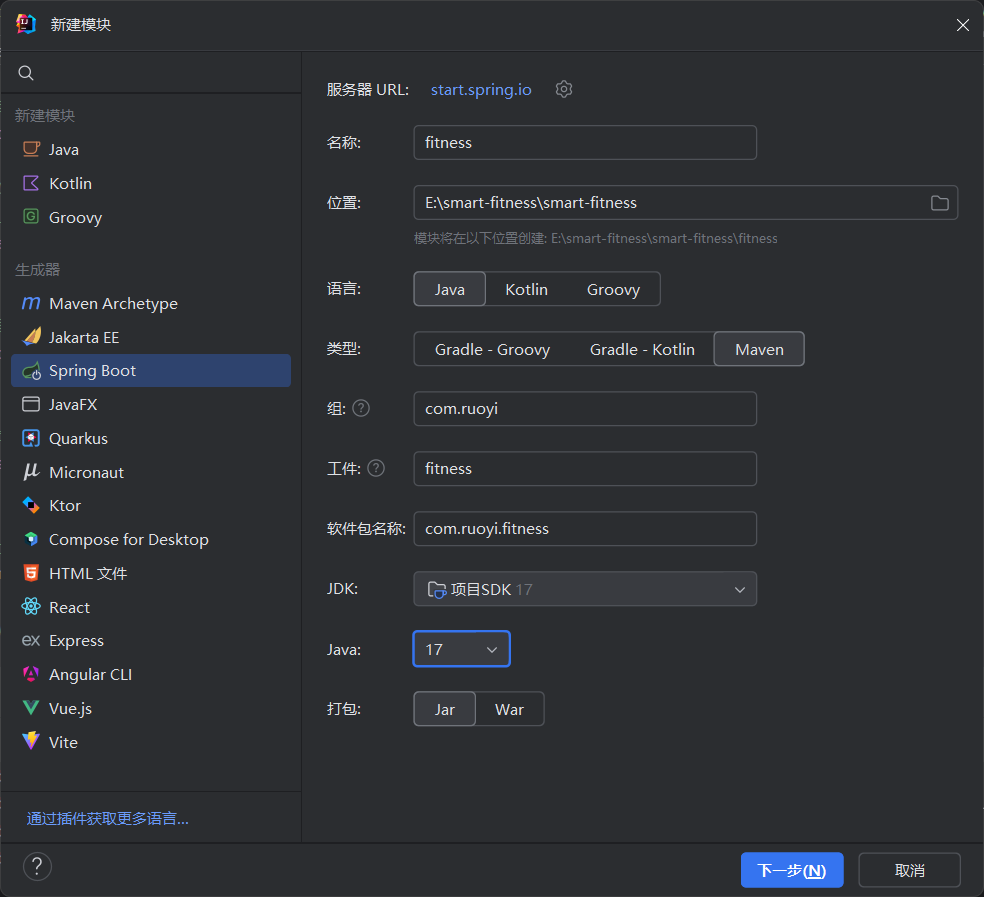 新建模块
新建模块
Java
Kotlin
Groovy
生成器
Maven Archetype
Jakarta EE
Spring Boot
JavaFX
Quarkus
Micronaut
Ktor
Compose for Desktop
HTML 文件
React
Express
Angular CLI
Vue.js
Vite
通过插件获取更多语言...
服务器 URL: start.spring.io
名称: fitness
位置: E:\smart-fitness\smart-fitness
模块将在以下位置创建: E:\smart-fitness\smart-fitness\fitness
语言: Java Kotlin Groovy
类型: Gradle - Groovy Gradle - Kotlin Maven
组: com.ruoyi
工件: fitness
软件包名称: com.ruoyi.fitness
JDK: 项目SDK 17
Java: 17
打包: Jar War
下一步(N) 取消